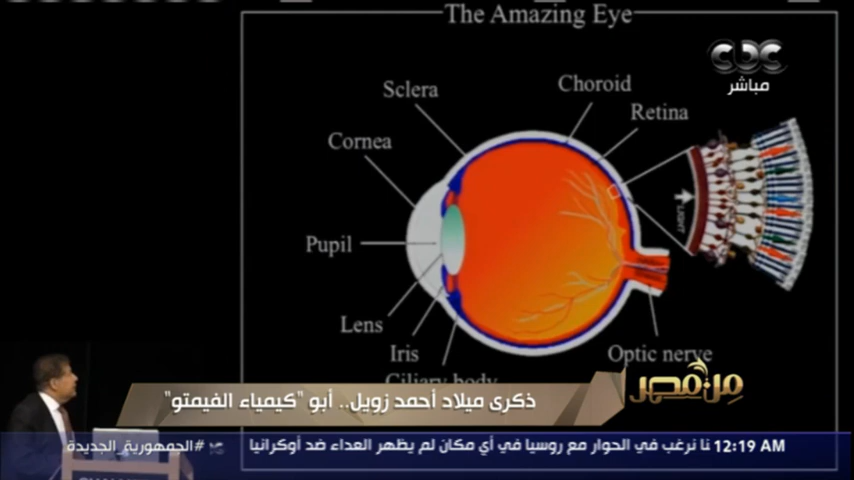 The Amazing Eye
cbc
مباشر
Sclera
Choroid
Retina
Cornea
LIGHT
Pupil
Lens
Iris
Optic nerve
Ciliary body
من مصر
ذكرى ميلاد أحمد زويل.. أبو "كيمياء الفيمتو"
12:19 AM
نا نرغب في الحوار مع روسيا في أي مكان لم يظهر العداء ضد أوكرانيا
#الجمهورية_الجديدة